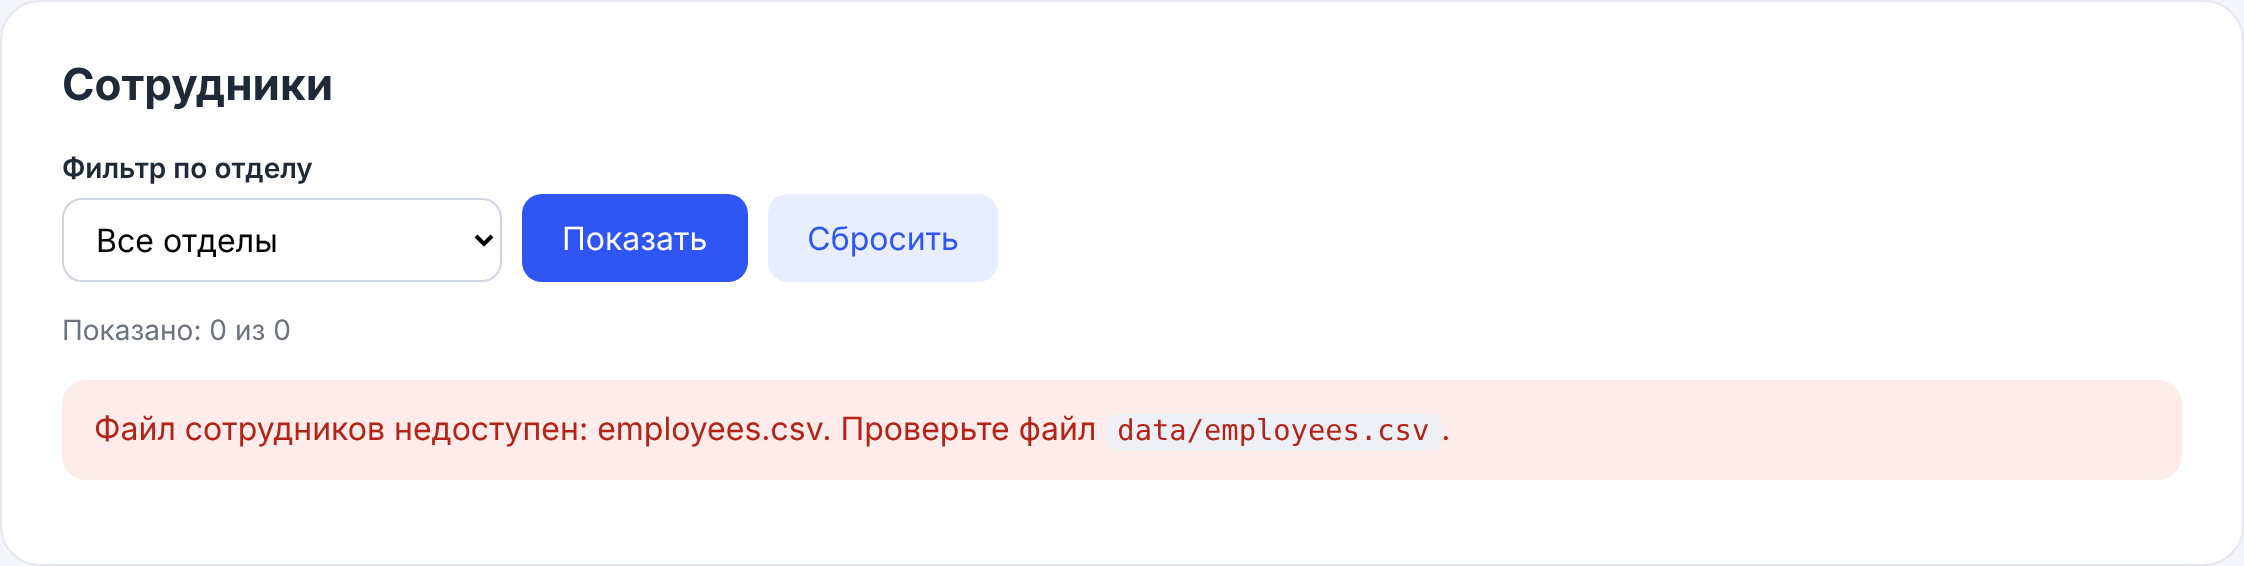 Сотрудники
Фильтр по отделу
Все отделы
Показать
Сбросить
Показано: 0 из 0
Файл сотрудников недоступен: employees.csv. Проверьте файл data/employees.csv.